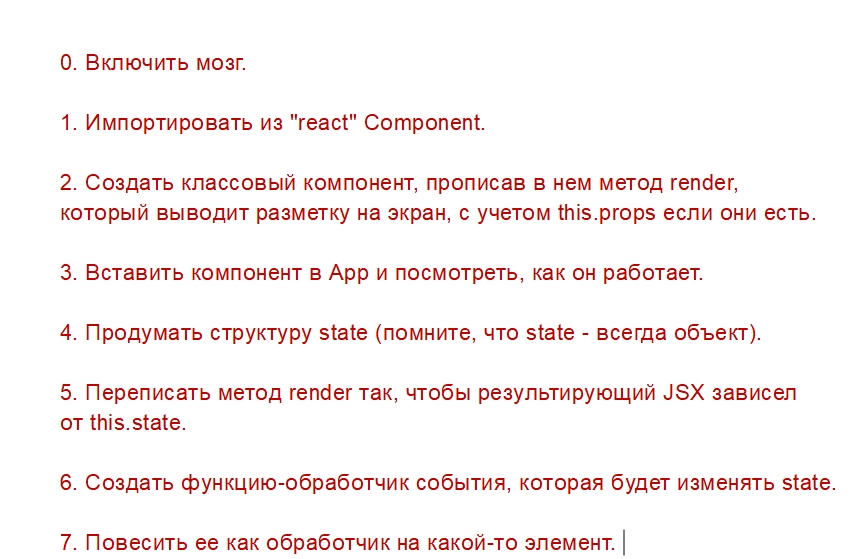 0. Включить мозг.
1. Импортировать из "react" Component.
2. Создать классовый компонент, прописав в нем метод render,
который выводит разметку на экран, с учетом this.props если они есть.
3. Вставить компонент в App и посмотреть, как он работает.
4. Продумать структуру state (помните, что state - всегда объект).
5. Переписать метод render так, чтобы результирующий JSX зависел
от this.state.
6. Создать функцию-обработчик события, которая будет изменять state.
7. Повесить ее как обработчик на какой-то элемент.